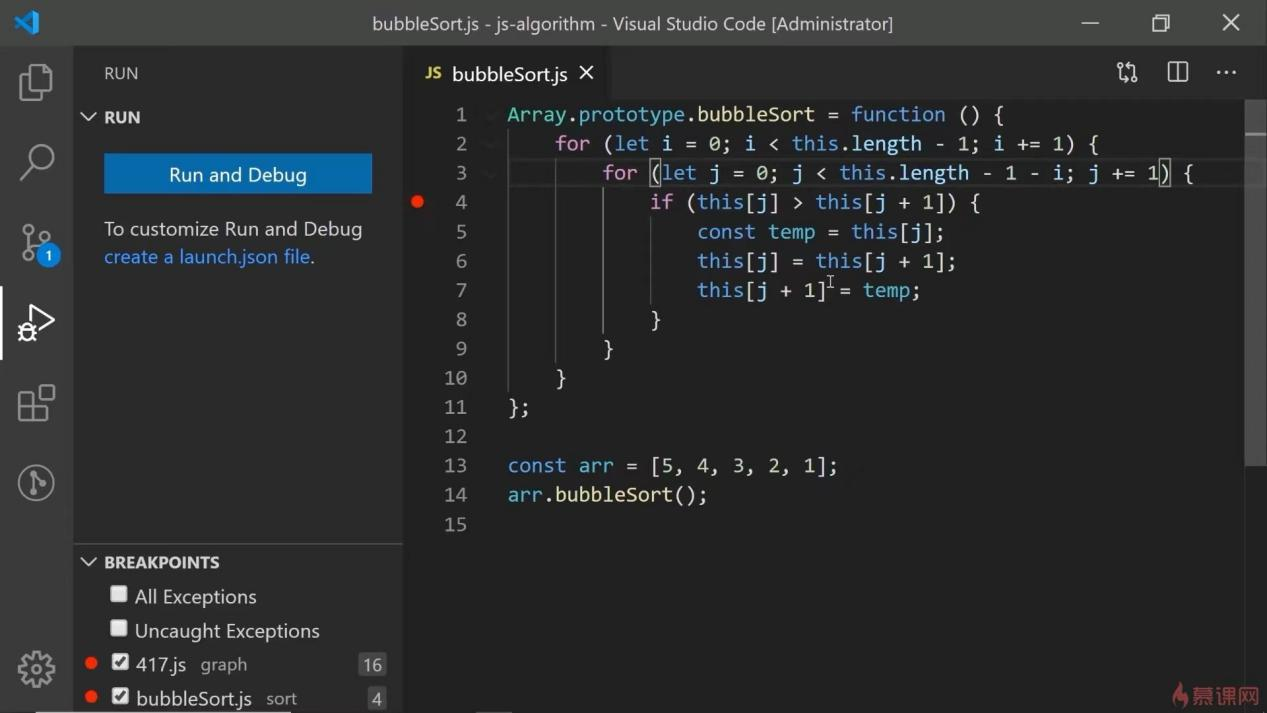 bubbleSort.js - js-algorithm - Visual Studio Code [Administrator]
RUN
RUN
Run and Debug
To customize Run and Debug
create a launch.json file.
1
BREAKPOINTS
All Exceptions
Uncaught Exceptions
417.js graph 16
bubbleSort.js sort 4
JS bubbleSort.js
1 Array.prototype.bubbleSort = function () {
2 for (let i = 0; i < this.length - 1; i += 1) {
3 for (let j = 0; j < this.length - 1 - i; j += 1) {
4 if (this[j] > this[j + 1]) {
5 const temp = this[j];
6 this[j] = this[j + 1];
7 this[j + 1] = temp;
8 }
9 }
10 }
11 };
12
13 const arr = [5, 4, 3, 2, 1];
14 arr.bubbleSort();
15
慕课网